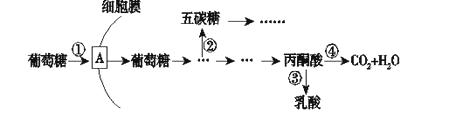 细胞膜
五碳糖 → ……
②
葡萄糖 ① → A → 葡萄糖 → … → … → 丙酮酸 ④ → CO₂+H₂O
③
乳酸